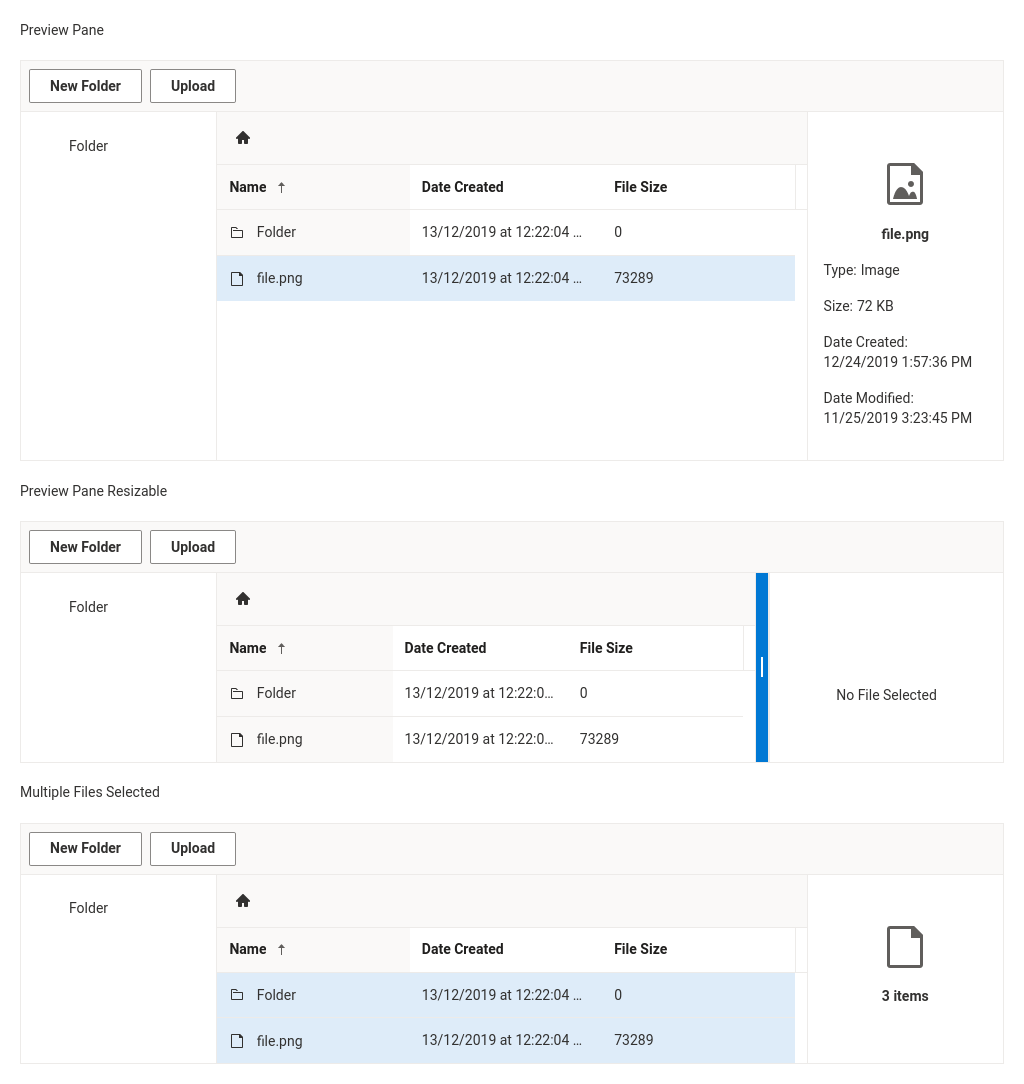 Preview Pane
New Folder Upload
Folder
Name Date Created File Size
Folder 13/12/2019 at 12:22:04 ... 0
file.png 13/12/2019 at 12:22:04 ... 73289
file.png
Type: Image
Size: 72 KB
Date Created:
12/24/2019 1:57:36 PM
Date Modified:
11/25/2019 3:23:45 PM
Preview Pane Resizable
New Folder Upload
Folder
Name Date Created File Size
Folder 13/12/2019 at 12:22:0... 0
file.png 13/12/2019 at 12:22:0... 73289
No File Selected
Multiple Files Selected
New Folder Upload
Folder
Name Date Created File Size
Folder 13/12/2019 at 12:22:04 ... 0
file.png 13/12/2019 at 12:22:04 ... 73289
3 items